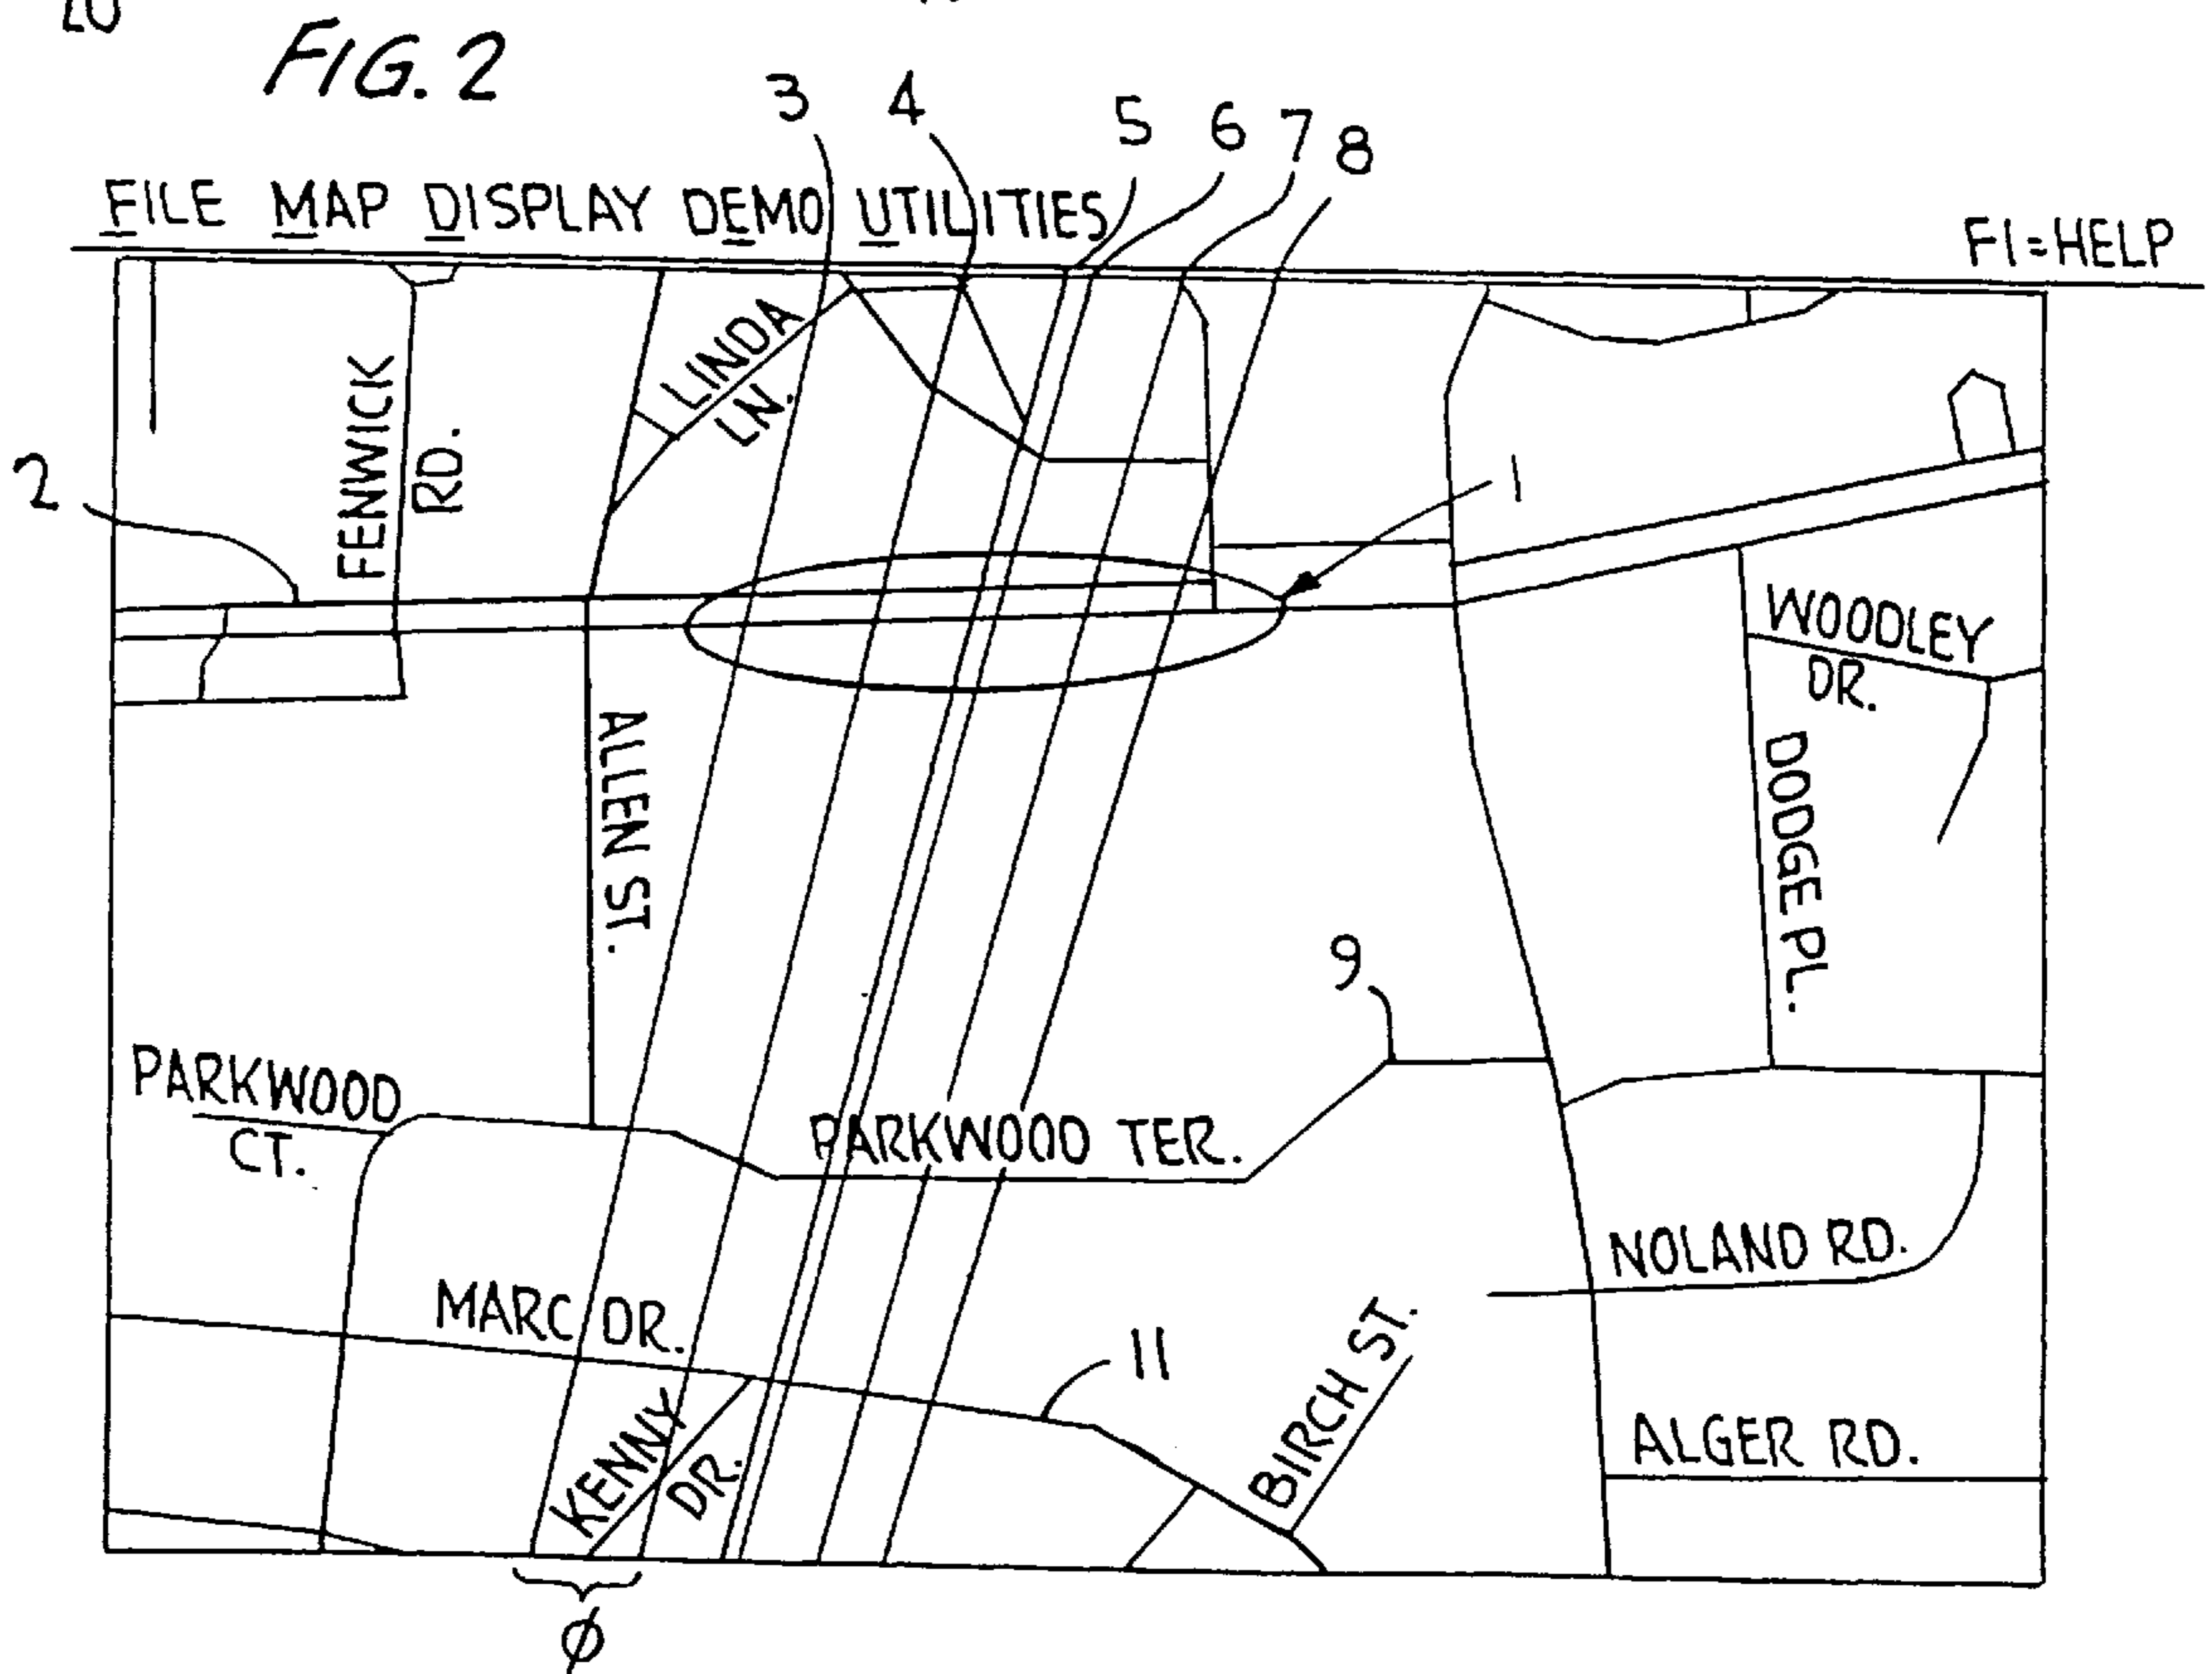 20
FIG. 2
3 4 5 6 7 8
FILE MAP DISPLAY DEMO UTILITIES
F1=HELP
LINDA
LN.
FENWICK
RD.
2
1
WOODLEY
DR.
ALLEN ST.
DODGE PL.
9
PARKWOOD
CT.
PARKWOOD TER.
NOLAND RD.
MARC DR.
11
BIRCH ST.
KENNY
DR.
ALGER RD.
ϕ